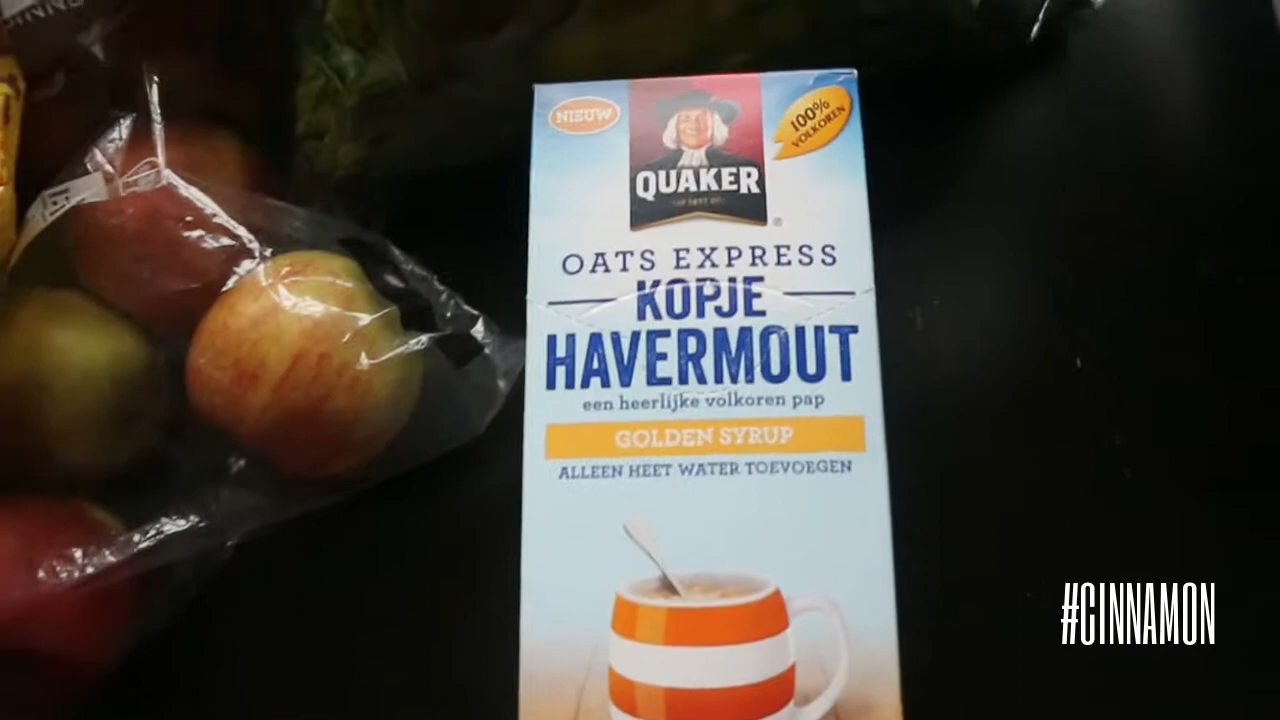 NIEUW
100%
VOLKOREN
QUAKER
OATS EXPRESS
KOPJE
HAVERMOUT
een heerlijke volkoren pap
GOLDEN SYRUP
ALLEEN HEET WATER TOEVOEGEN
#CINNAMON